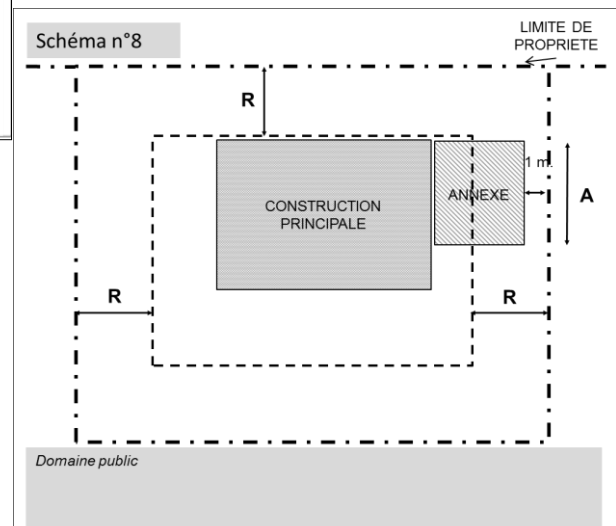 Schéma n°8
LIMITE DE
PROPRIETE
R
1 m.
CONSTRUCTION
PRINCIPALE
ANNEXE
A
R
R
Domaine public